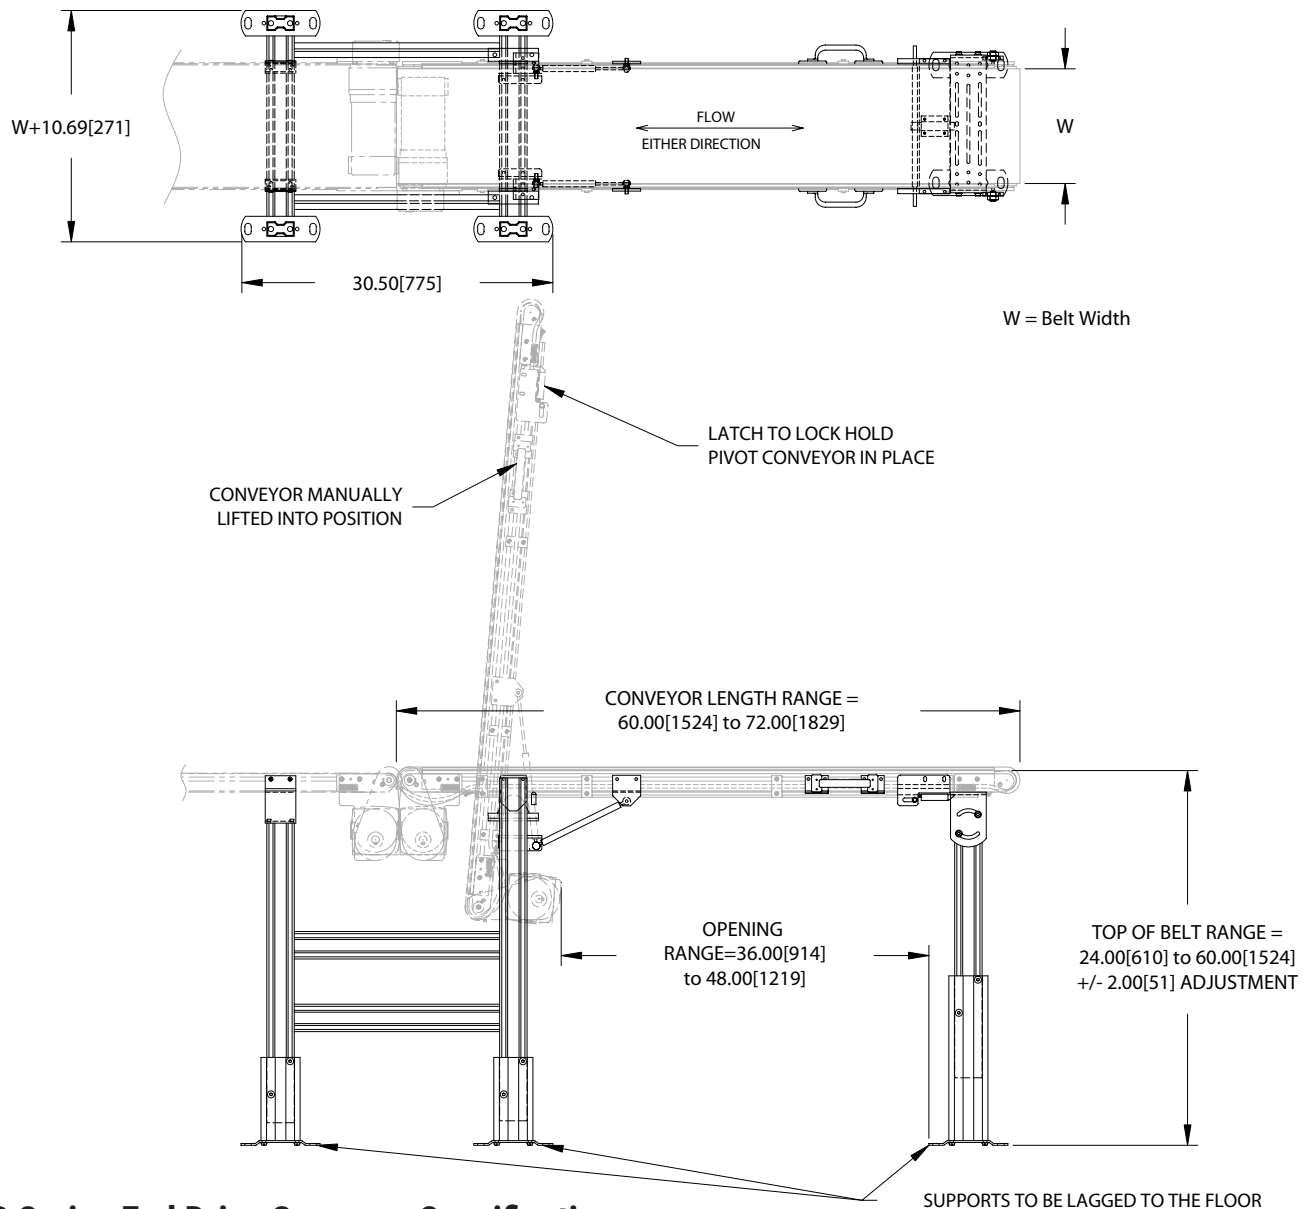 W+10.69[271]
FLOW
EITHER DIRECTION
W
30.50[775]
W = Belt Width
LATCH TO LOCK HOLD
PIVOT CONVEYOR IN PLACE
CONVEYOR MANUALLY
LIFTED INTO POSITION
CONVEYOR LENGTH RANGE =
60.00[1524] to 72.00[1829]
OPENING
RANGE=36.00[914]
to 48.00[1219]
TOP OF BELT RANGE =
24.00[610] to 60.00[1524]
+/- 2.00[51] ADJUSTMENT
SUPPORTS TO BE LAGGED TO THE FLOOR